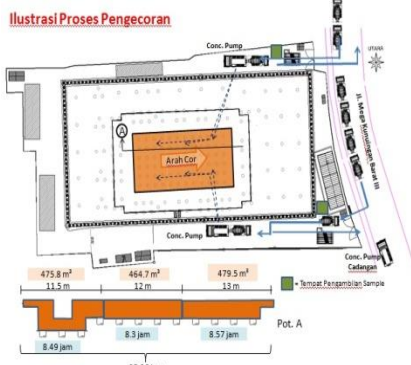 Ilustrasi Proses Pengecoran
Conc. Pump
UTARA
Jl. Mega Kuningan Barat III
A
Arah Cor
Conc. Pump
Conc. Pump
Cadangan
475.8 m³
464.7 m³
479.5 m³
11.5 m
12 m
13 m
= Tempat Pengambilan Sample
Pot. A
8.49 jam
8.3 jam
8.57 jam